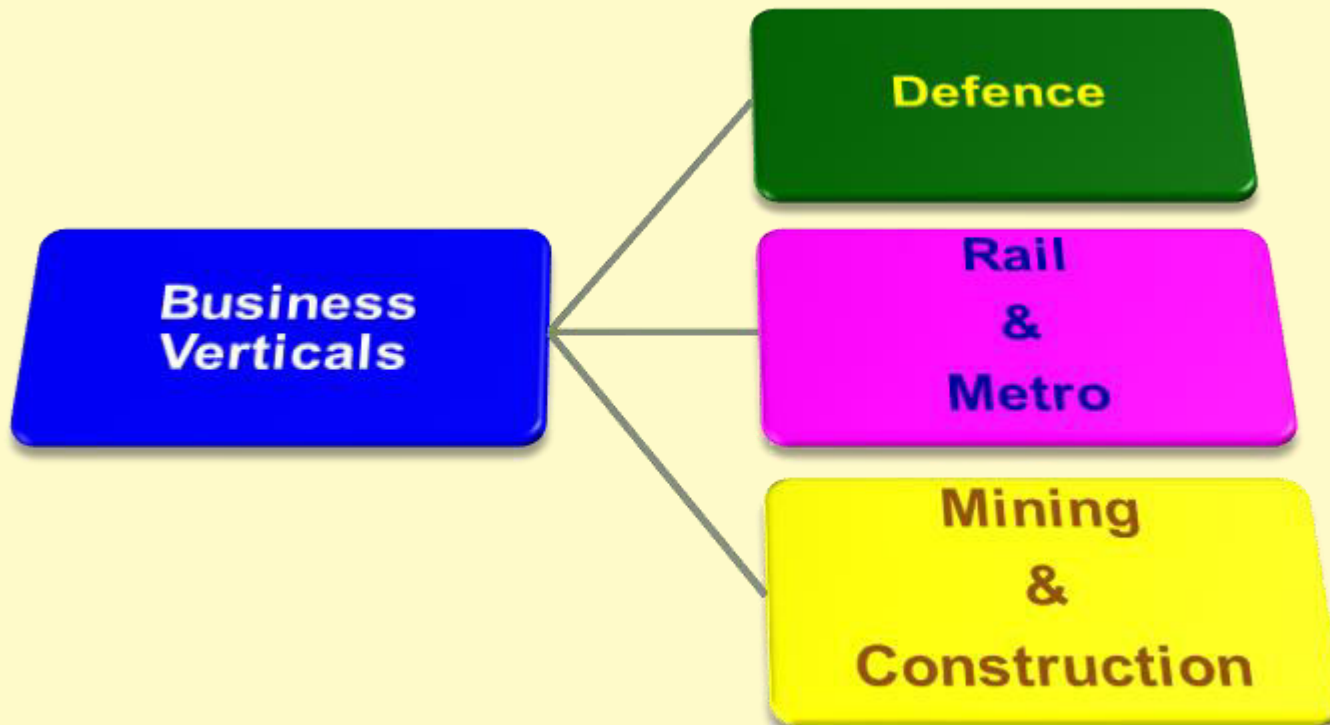 Defence
Business
Verticals
Rail
&
Metro
Mining
&
Construction